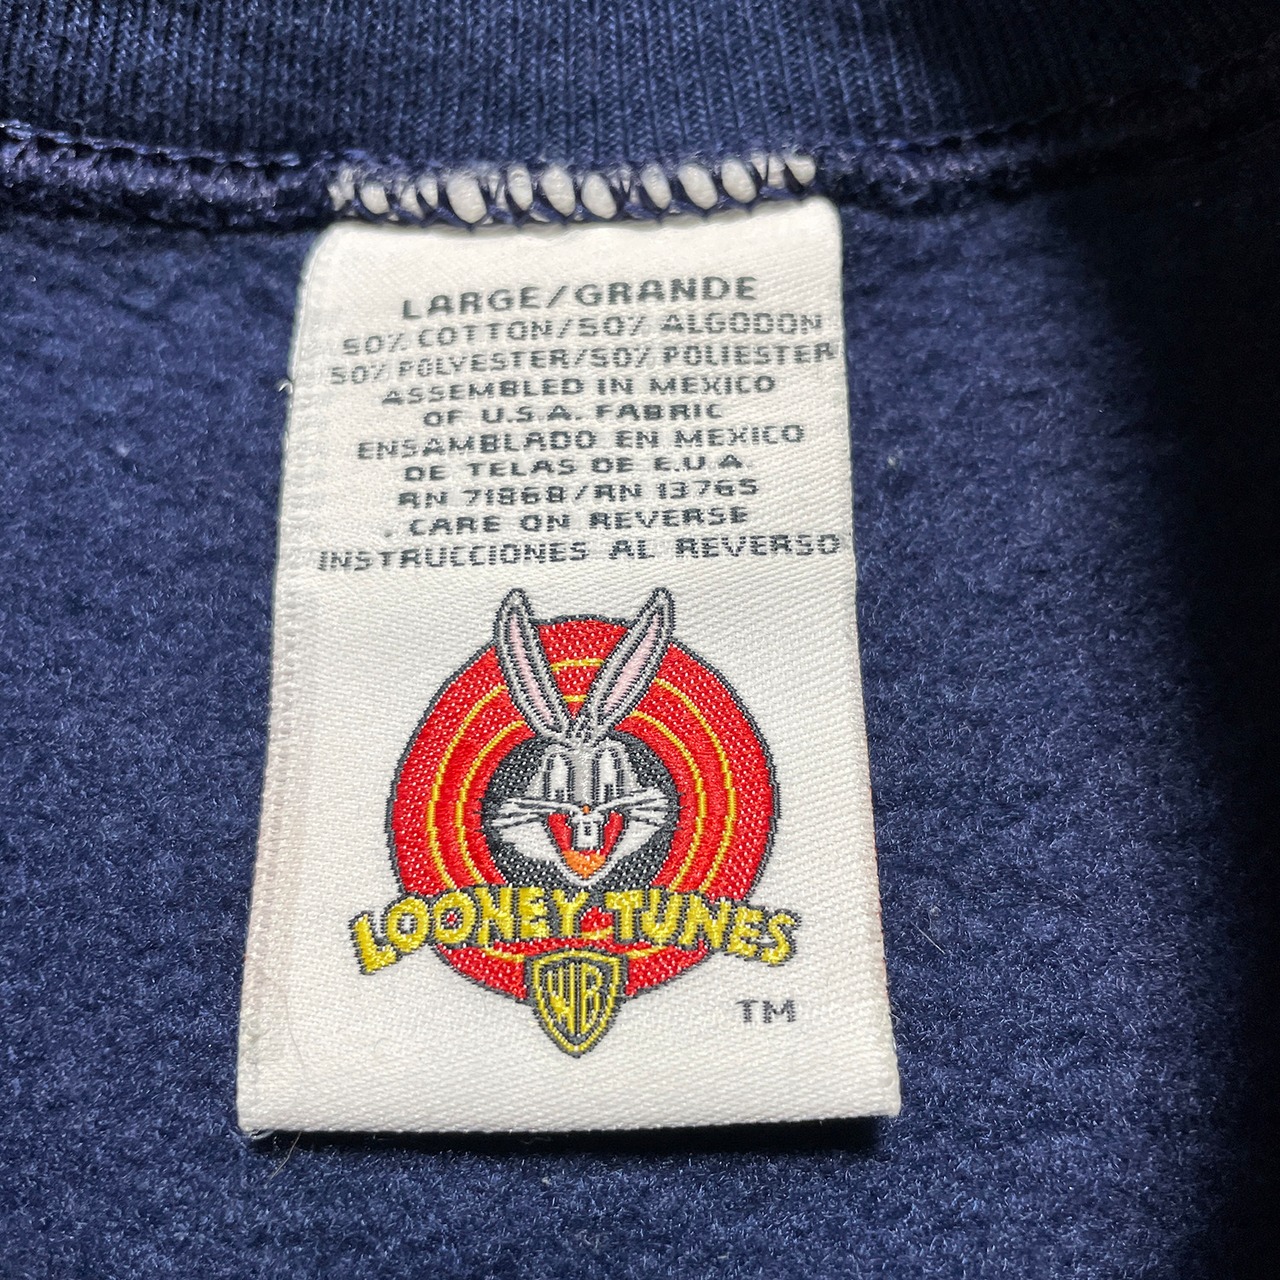 LARGE/GRANDE
50% COTTON/50% ALGODON
50% POLYESTER/50% POLIESTER
ASSEMBLED IN MEXICO
OF U.S.A. FABRIC
ENSAMBLADO EN MEXICO
DE TELAS DE E.U.A.
RN 71868/RN 13765
CARE ON REVERSE
INSTRUCCIONES AL REVERSO
LOONEY TUNES
WB
TM